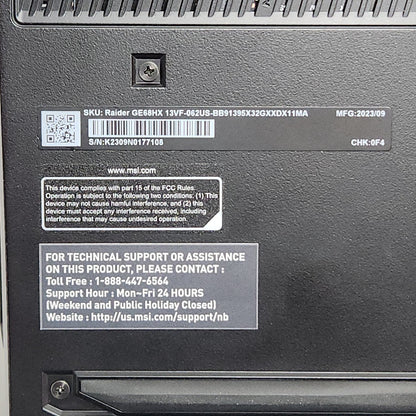 SKU: Raider GE68HX 13VF-062US-BB91395X32GXXDX11MA MFG:2023/09
S/N:K2309N0177108 CHK:0F4
www.msi.com
This device complies with part 15 of the FCC Rules.
Operation is subject to the following two conditions: (1) This
device may not cause harmful interference, and (2) this
device must accept any interference received, including
interference that may cause undesired operation.
FOR TECHNICAL SUPPORT OR ASSISTANCE
ON THIS PRODUCT, PLEASE CONTACT :
Toll Free : 1-888-447-6564
Support Hour : Mon~Fri 24 HOURS
(Weekend and Public Holiday Closed)
Website : http://us.msi.com/support/nb